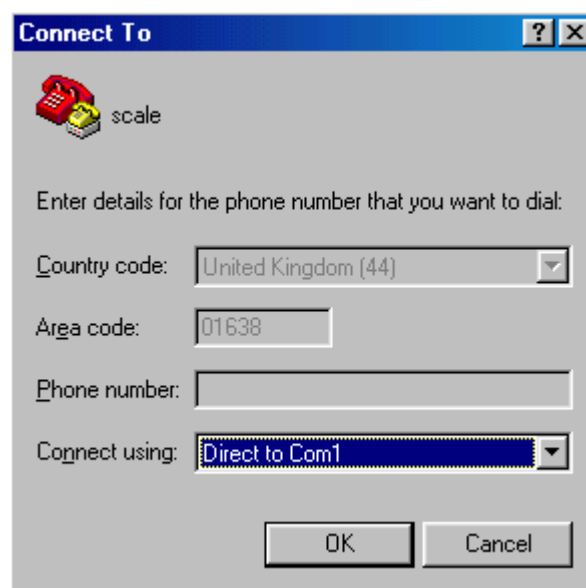 Connect To
scale
Enter details for the phone number that you want to dial:
Country code: United Kingdom (44)
Area code: 01638
Phone number:
Connect using: Direct to Com1
OK Cancel